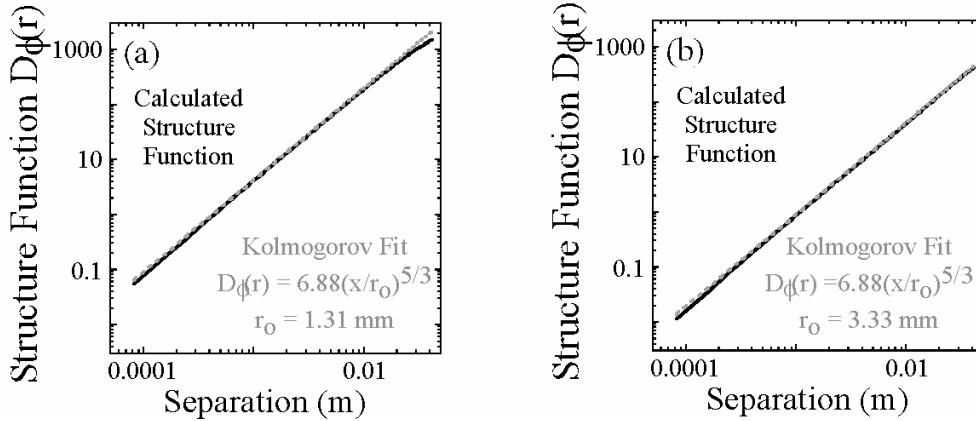 Structure Function Dϕ(r)
1000
10
0.1
(a)
Calculated
Structure
Function
Kolmogorov Fit
Dϕ(r) = 6.88(x/ro)5/3
ro = 1.31 mm
0.0001
0.01
Separation (m)
Structure Function Dϕ(r)
1000
10
0.1
(b)
Calculated
Structure
Function
Kolmogorov Fit
Dϕ(r) =6.88(x/ro)5/3
ro = 3.33 mm
0.0001
0.01
Separation (m)